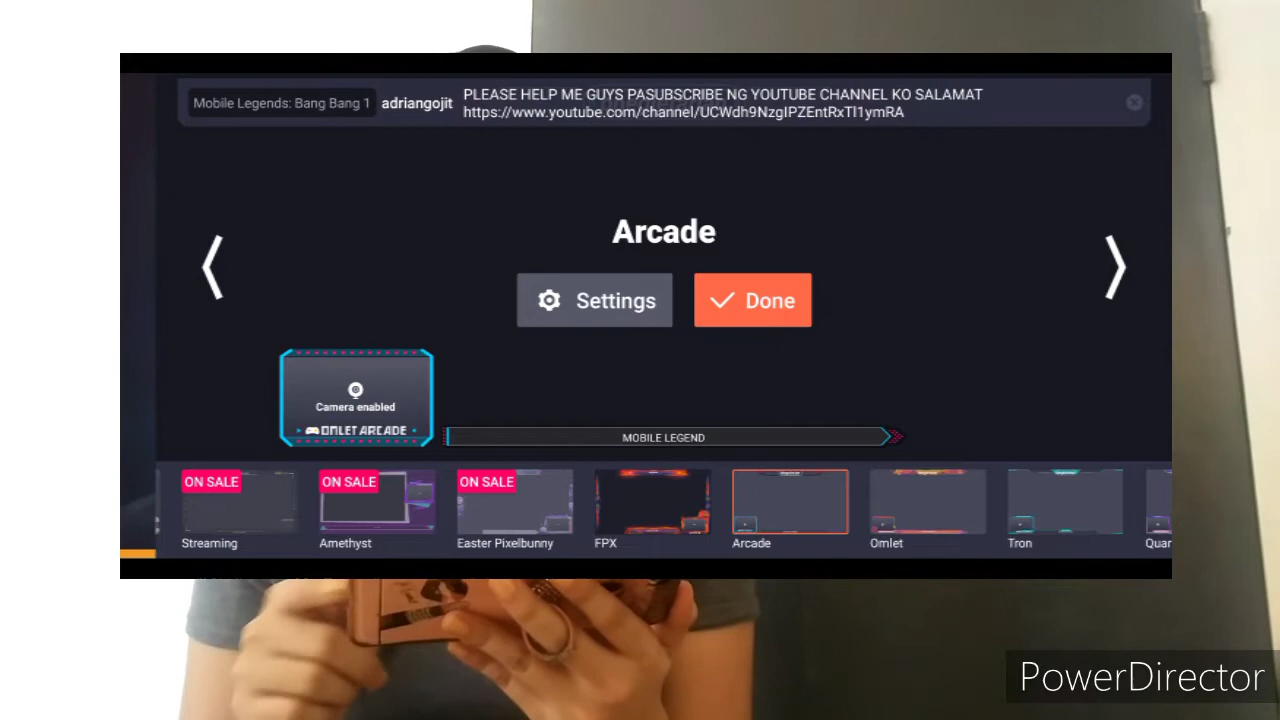 Mobile Legends: Bang Bang 1 adriangojit PLEASE HELP ME GUYS PASUBSCRIBE NG YOUTUBE CHANNEL KO SALAMAT
https://www.youtube.com/channel/UCWdh9NzgIPZEntRxTl1ymRA
Arcade
Settings
Done
Camera enabled
OMLET ARCADE
MOBILE LEGEND
ON SALE
ON SALE
ON SALE
Streaming
Amethyst
Easter Pixelbunny
FPX
Arcade
Omlet
Tron
Quar
PowerDirector